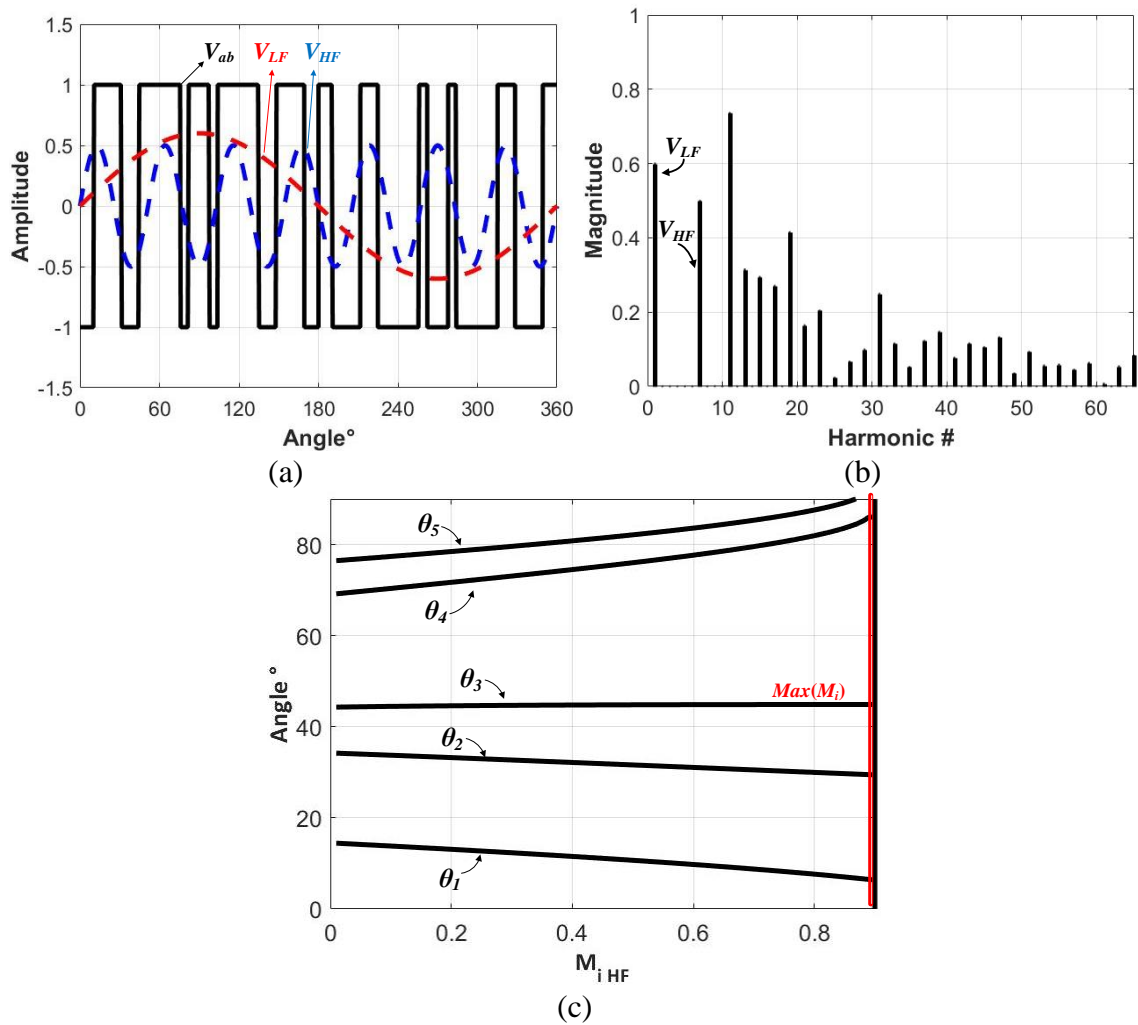 1.5
1
0.5
0
-0.5
-1
-1.5
Amplitude
V_ab V_LF V_HF
0 60 120 180 240 300 360
Angle°
(a)
1
0.8
0.6
0.4
0.2
0
Magnitude
V_LF
V_HF
0 10 20 30 40 50 60
Harmonic #
(b)
80
60
40
20
0
Angle °
θ5
θ4
θ3
θ2
θ1
Max(Mi)
0 0.2 0.4 0.6 0.8
M i HF
(c)